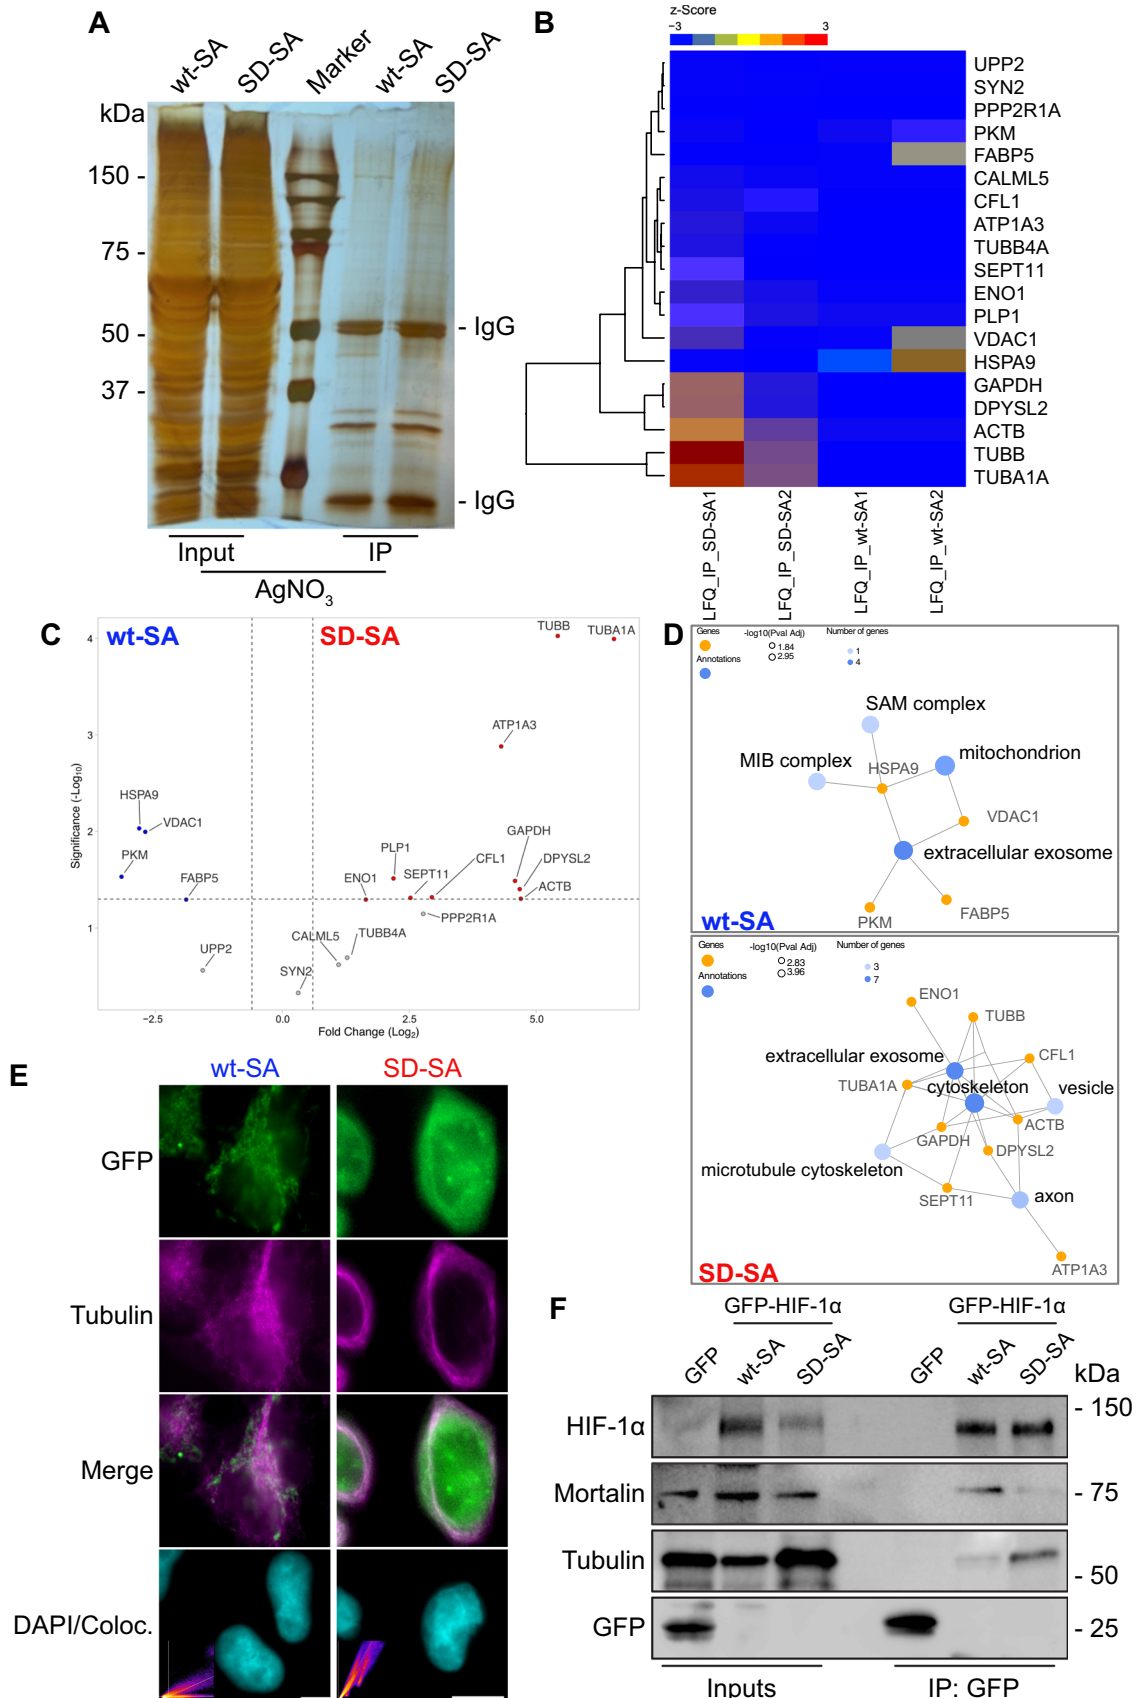 A
wt-SA
SD-SA
Marker
wt-SA
SD-SA
kDa
150 -
75 -
50 -
37 -
- IgG
- IgG
Input
IP
AgNO3
B
z-Score
−3
3
UPP2
SYN2
PPP2R1A
PKM
FABP5
CALML5
CFL1
ATP1A3
TUBB4A
SEPT11
ENO1
PLP1
VDAC1
HSPA9
GAPDH
DPYSL2
ACTB
TUBB
TUBA1A
LFQ_IP_SD-SA1
LFQ_IP_SD-SA2
LFQ_IP_wt-SA1
LFQ_IP_wt-SA2
C
wt-SA
SD-SA
TUBB
TUBA1A
ATP1A3
HSPA9
VDAC1
PKM
FABP5
UPP2
GAPDH
DPYSL2
ACTB
PLP1
SEPT11
CFL1
ENO1
PPP2R1A
CALML5
TUBB4A
SYN2
4
3
2
1
Significance (-Log10)
−2.5
0.0
2.5
5.0
Fold Change (Log2)
D
Genes
Annotations
-log10(Pval Adj)
1.84
2.95
Number of genes
1
4
SAM complex
MIB complex
mitochondrion
HSPA9
VDAC1
extracellular exosome
PKM
FABP5
wt-SA
Genes
Annotations
-log10(Pval Adj)
2.83
3.96
Number of genes
3
7
ENO1
TUBB
extracellular exosome
CFL1
TUBA1A
cytoskeleton
vesicle
ACTB
GAPDH
DPYSL2
microtubule cytoskeleton
SEPT11
axon
ATP1A3
SD-SA
E
wt-SA
SD-SA
GFP
Tubulin
Merge
DAPI/Coloc.
F
GFP-HIF-1α
GFP-HIF-1α
GFP
wt-SA
SD-SA
GFP
wt-SA
SD-SA
kDa
HIF-1α
- 150
Mortalin
- 75
Tubulin
- 50
GFP
- 25
Inputs
IP: GFP